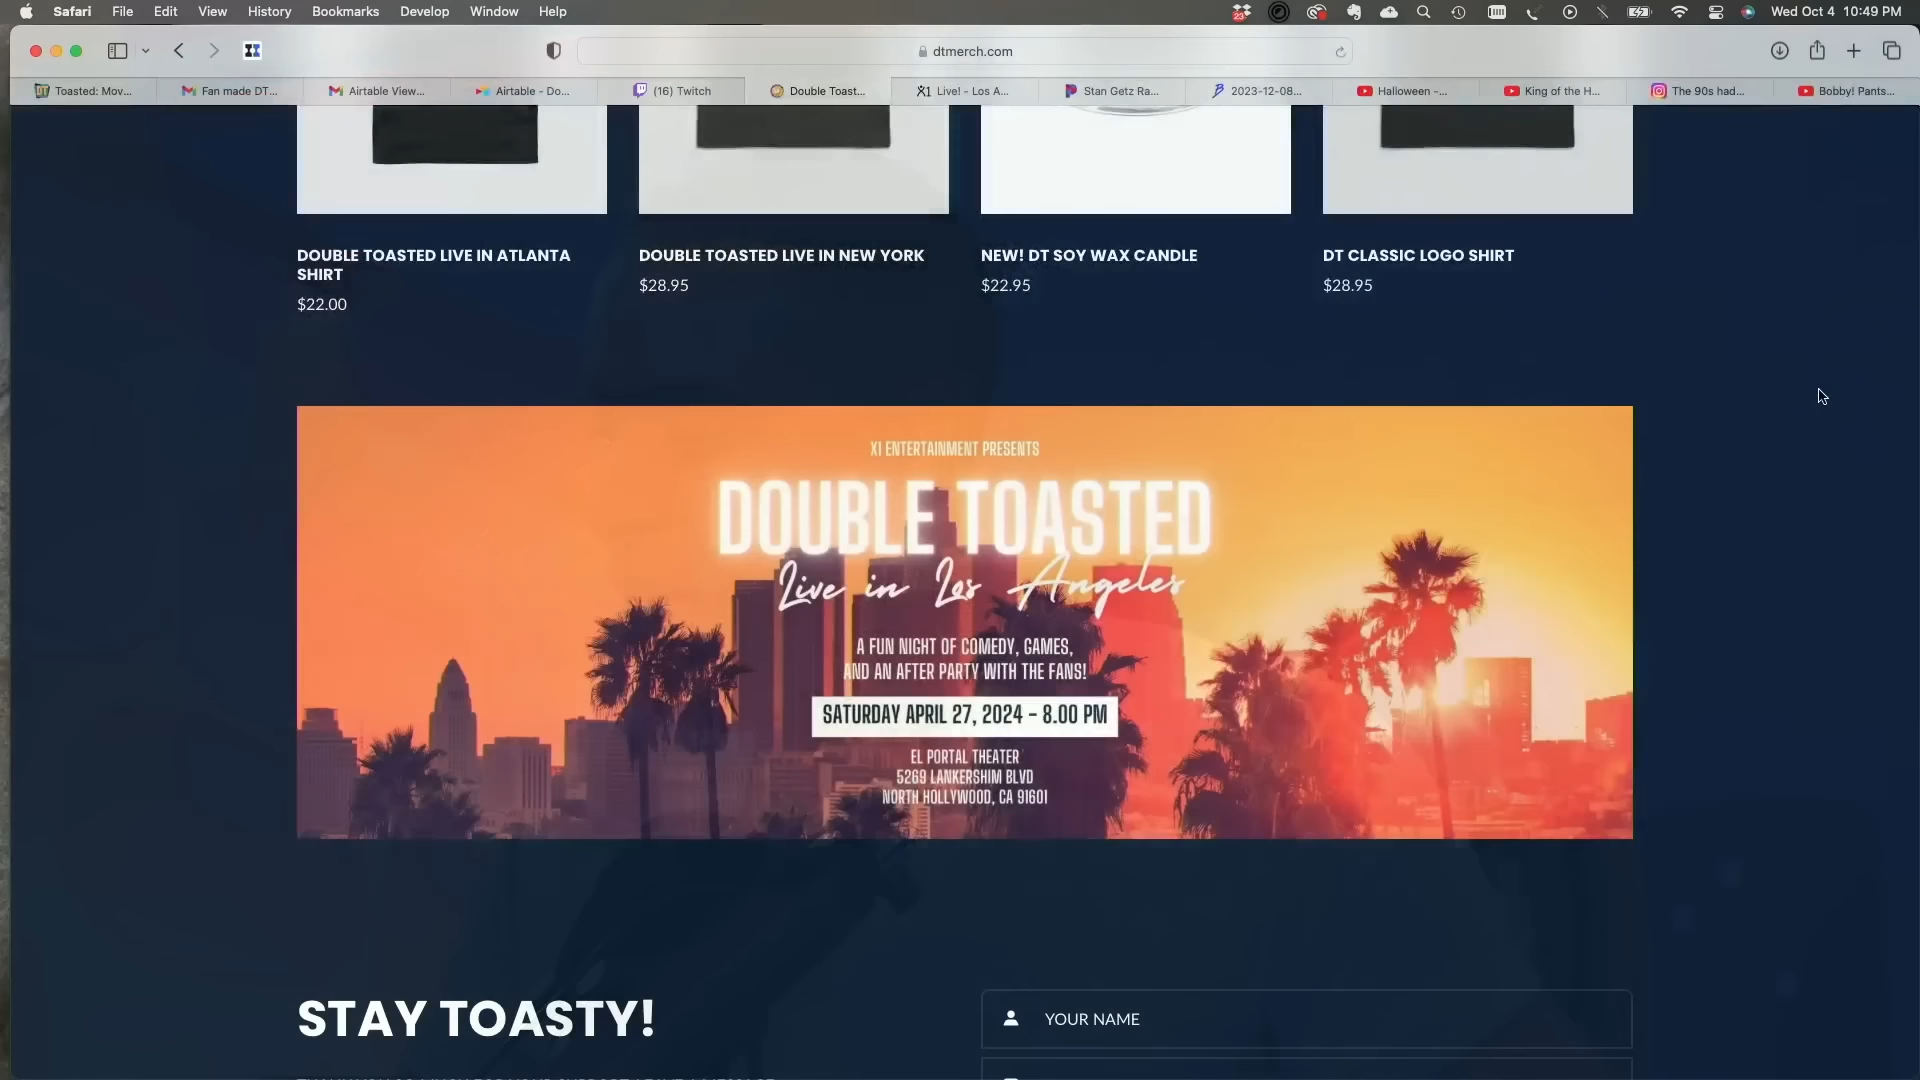 Safari File Edit View History Bookmarks Develop Window Help 23 Wed Oct 4 10:49 PM
dtmerch.com
Toasted: Mov... Fan made DT... Airtable View... Airtable - Do... (16) Twitch Double Toast... Live! - Los A... Stan Getz Ra... 2023-12-08... Halloween -... King of the H... The 90s had... Bobby! Pants...
DOUBLE TOASTED LIVE IN ATLANTA
SHIRT
$22.00
DOUBLE TOASTED LIVE IN NEW YORK
$28.95
NEW! DT SOY WAX CANDLE
$22.95
DT CLASSIC LOGO SHIRT
$28.95
X1 ENTERTAINMENT PRESENTS
DOUBLE TOASTED
Live in Los Angeles
A FUN NIGHT OF COMEDY, GAMES,
AND AN AFTER PARTY WITH THE FANS!
SATURDAY APRIL 27, 2024 - 8.00 PM
EL PORTAL THEATER
5269 LANKERSHIM BLVD
NORTH HOLLYWOOD, CA 91601
STAY TOASTY!
YOUR NAME